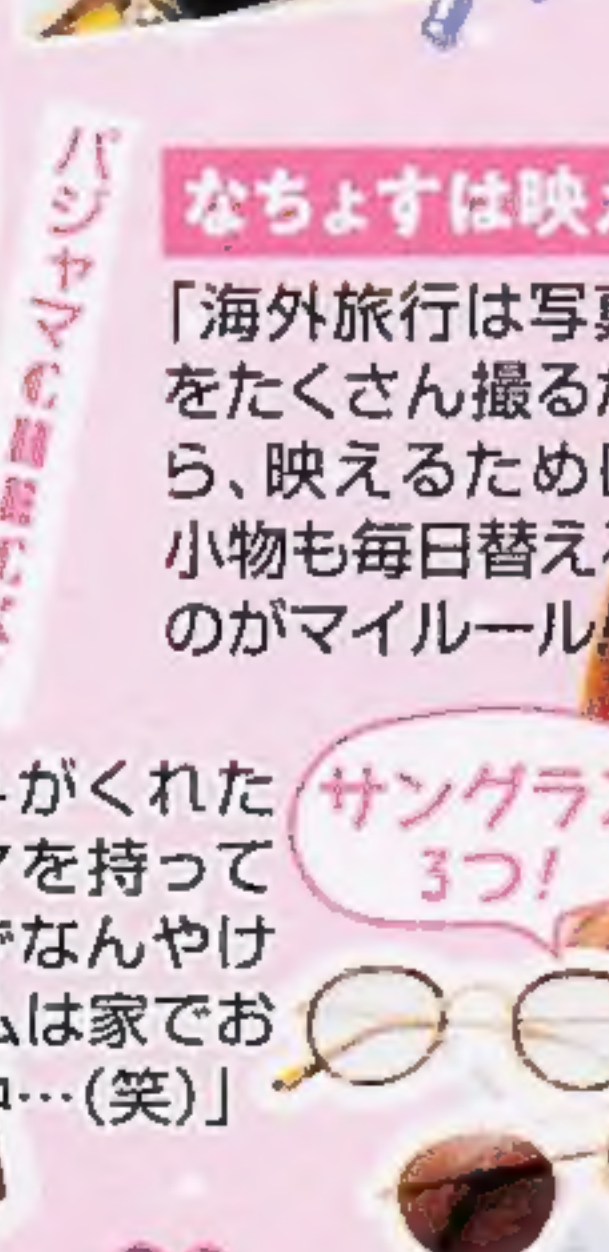 パジャマの
なちょすは映
「海外旅行は写
をたくさん撮る
ら、映えるために
小物も毎日替え
のがマイルール
サングラ
3つ!
がくれた
を持って
なんやけ
は家でお
…(笑)」